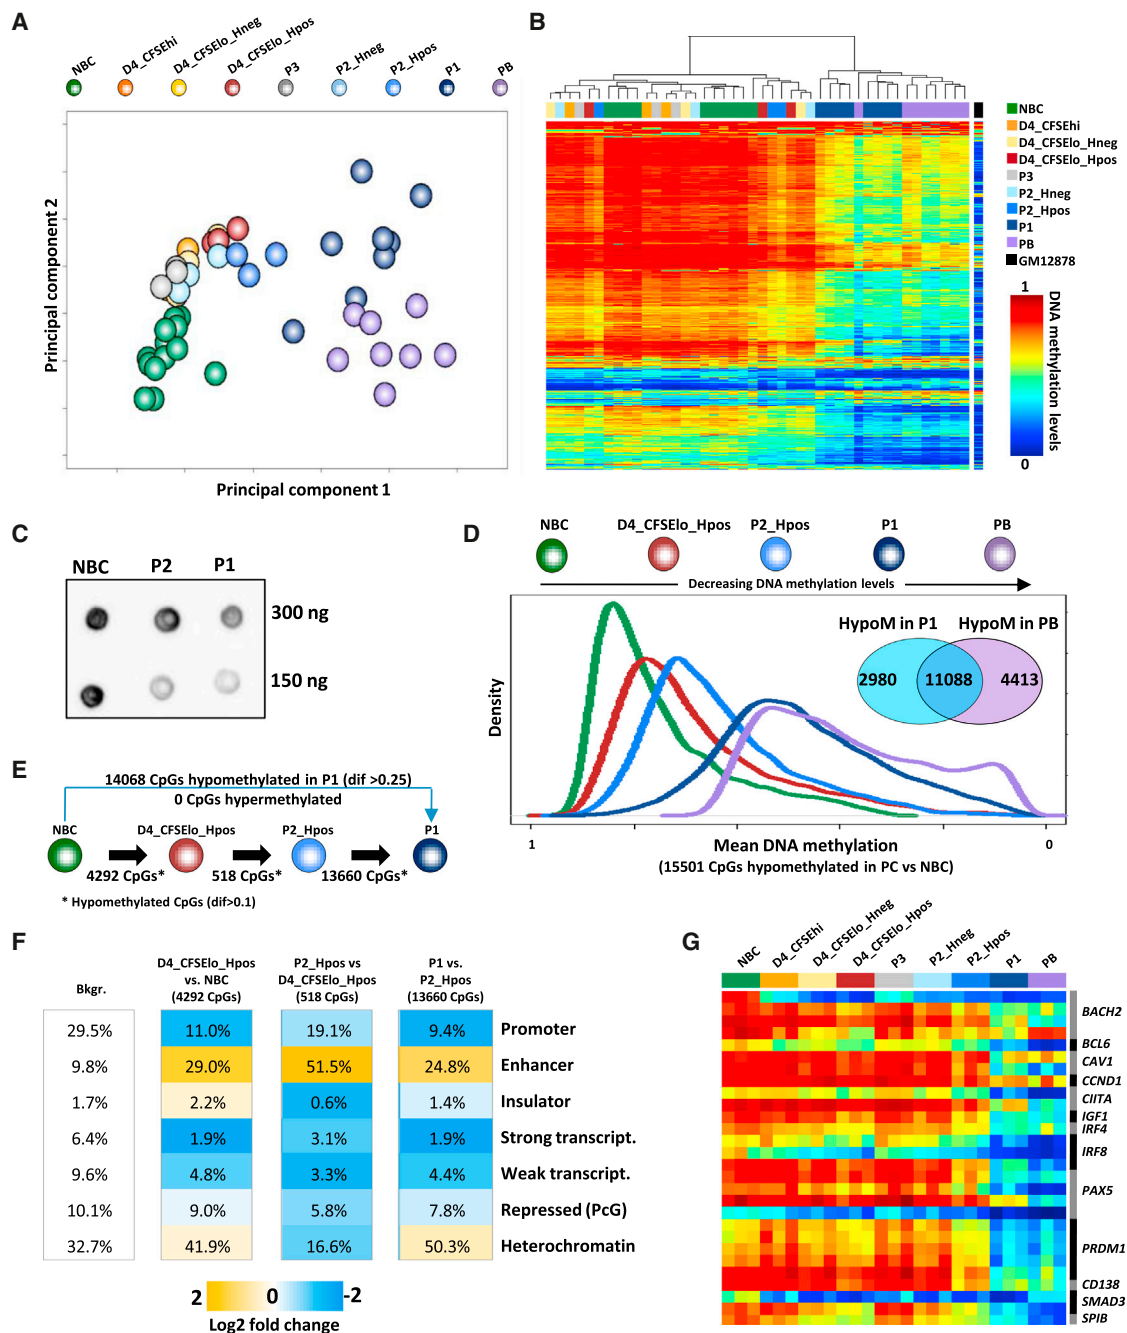 A
NBC
D4_CFSEhi
D4_CFSElo_Hneg
D4_CFSElo_Hpos
P3
P2_Hneg
P2_Hpos
P1
PB
Principal component 2
Principal component 1
B
NBC
D4_CFSEhi
D4_CFSElo_Hneg
D4_CFSElo_Hpos
P3
P2_Hneg
P2_Hpos
P1
PB
GM12878
1
DNA methylation levels
0
C
NBC P2 P1
300 ng
150 ng
D
NBC D4_CFSElo_Hpos P2_Hpos P1 PB
Decreasing DNA methylation levels
HypoM in P1 HypoM in PB
2980 11088 4413
Density
1 Mean DNA methylation 0
(15501 CpGs hypomethylated in PC vs NBC)
E
14068 CpGs hypomethylated in P1 (dif >0.25)
0 CpGs hypermethylated
NBC D4_CFSElo_Hpos P2_Hpos P1
4292 CpGs* 518 CpGs* 13660 CpGs*
* Hypomethylated CpGs (dif>0.1)
F
Bkgr.
D4_CFSElo_Hpos
vs. NBC
(4292 CpGs)
P2_Hpos vs
D4_CFSElo_Hpos
(518 CpGs)
P1 vs.
P2_Hpos
(13660 CpGs)
29.5% 11.0% 19.1% 9.4% Promoter
9.8% 29.0% 51.5% 24.8% Enhancer
1.7% 2.2% 0.6% 1.4% Insulator
6.4% 1.9% 3.1% 1.9% Strong transcript.
9.6% 4.8% 3.3% 4.4% Weak transcript.
10.1% 9.0% 5.8% 7.8% Repressed (PcG)
32.7% 41.9% 16.6% 50.3% Heterochromatin
2 0 -2
Log2 fold change
G
NBC
D4_CFSEhi
D4_CFSElo_Hneg
D4_CFSElo_Hpos
P3
P2_Hneg
P2_Hpos
P1
PB
BACH2
BCL6
CAV1
CCND1
CIITA
IGF1
IRF4
IRF8
PAX5
PRDM1
CD138
SMAD3
SPIB